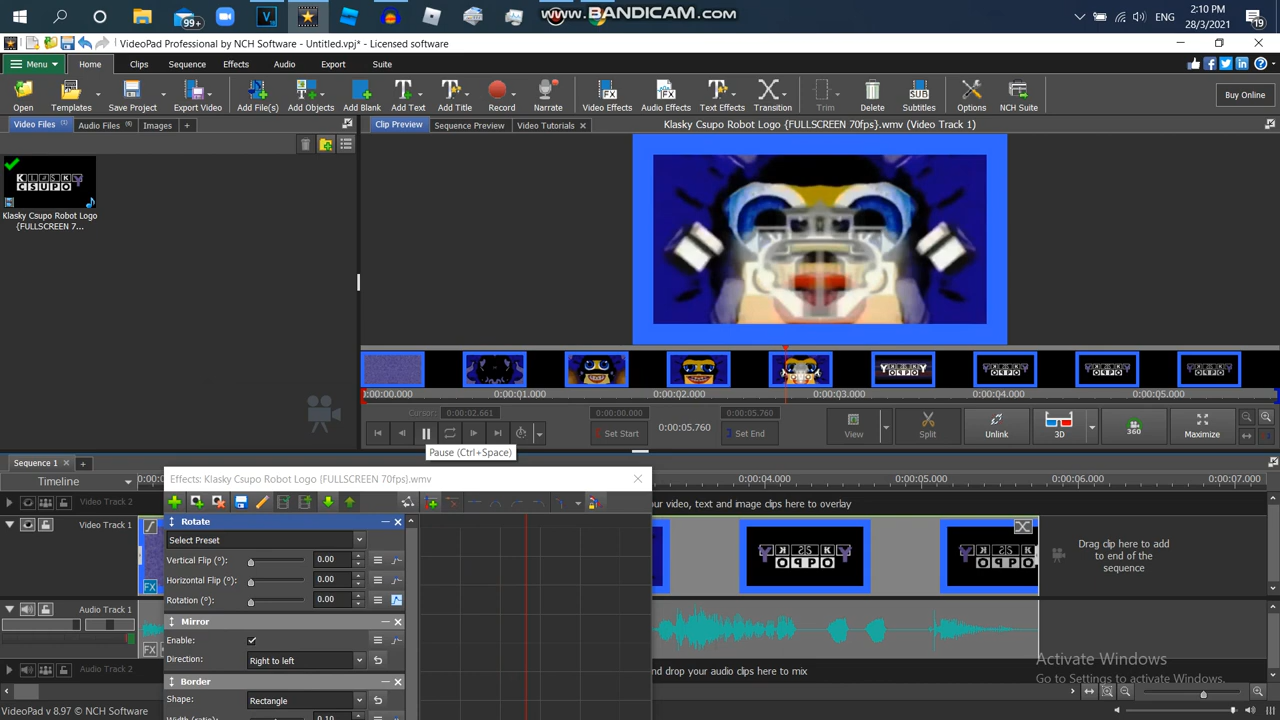 99+
V
www.BANDICAM.com
ENG
2:10 PM
28/3/2021
19
VideoPad Professional by NCH Software - Untitled.vpj* - Licensed software
Menu
Home
Clips
Sequence
Effects
Audio
Export
Suite
Open
Templates
Save Project
Export Video
Add File(s)
Add Objects
Add Blank
Add Text
Add Title
Record
Narrate
Video Effects
Audio Effects
Text Effects
Transition
Trim
Delete
Subtitles
Options
NCH Suite
Buy Online
Video Files (1)
Audio Files (6)
Images
+
Clip Preview
Sequence Preview
Video Tutorials
Klasky Csupo Robot Logo {FULLSCREEN 70fps}.wmv (Video Track 1)
Klasky Csupo Robot Logo
{FULLSCREEN 7...
0:00:00.000
0:00:01.000
0:00:02.000
0:00:03.000
0:00:04.000
0:00:05.000
Cursor:
0:00:02.661
0:00:00.000
0:00:05.760
Set Start
0:00:05.760
Set End
Pause (Ctrl+Space)
View
Split
Unlink
3D
360
Maximize
Sequence 1
+
Timeline
0:00:04.000
0:00:05.000
0:00:06.000
0:00:07.000
Effects: Klasky Csupo Robot Logo {FULLSCREEN 70fps}.wmv
Video Track 2
our video, text and image clips here to overlay
Video Track 1
FX
Drag clip here to add
to end of the
sequence
Audio Track 1
FX
Audio Track 2
and drop your audio clips here to mix
Rotate
Select Preset
Vertical Flip (°):
0.00
Horizontal Flip (°):
0.00
Rotation (°):
0.00
Mirror
Enable:
Direction:
Right to left
Border
Shape:
Rectangle
Width (ratio):
0.10
Activate Windows
Go to Settings to activate Windows.
VideoPad v 8.97 © NCH Software